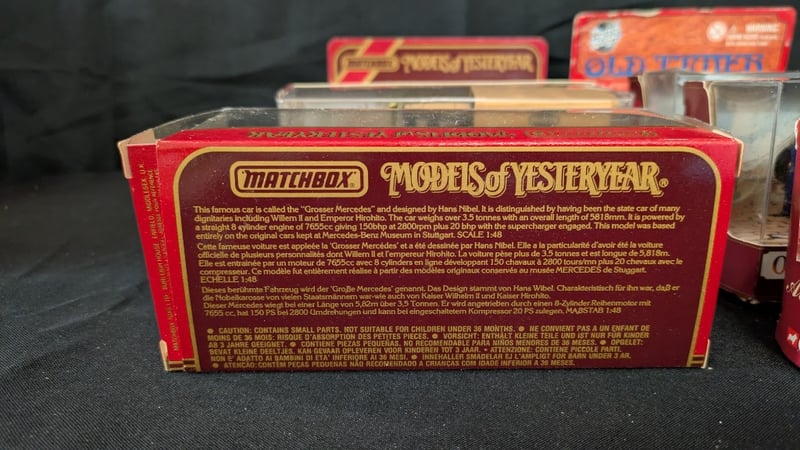 MATCHBOX MODELS of YESTERYEAR
WARNING:
OLD TIMER
MATCHBOX® MODELS of YESTERYEAR®
This famous car is called the "Grosser Mercedes" and designed by Hans Nibel. It is distinguished by having been the state car of many
dignitaries including Willem II and Emperor Hirohito. The car weighs over 3.5 tonnes with an overall length of 5818mm. It is powered by
a straight 8 cylinder engine of 7655cc giving 150bhp at 2800rpm plus 20 bhp with the supercharger engaged. This model was based
entirely on the original cars kept at Mercedes-Benz Museum in Stuttgart. SCALE 1:48
Cette fameuse voiture est appleée la 'Grosser Mercédes' et a été dessinée par Hans Nibel. Elle a la particularité d'avoir été la voiture
officielle de plusieurs personalités dont Willem II et l'empereur Hirohito. La voiture pèse plus de 3.5 tonnes et est longue de 5,818m.
Elle est entrainée par un moteur de 7655cc avec 8 cylinders en ligne développant 150 chavaux à 2800 tours/mn plus 20 chevaux avec le
compresseur. Ce modèle fut entièrement réalise à partir des modèles originaux conservés au musée MERCEDES de Stuggart.
ECHELLE 1:48
Dieses berühmte Fahrzeug wird der 'Große Mercedes' genannt. Das Design stammt von Hans Wibel. Charakteristisch für ihn war, daß er
die Nobelkarosse von vielen Staatsmännern war-wie auch von Kaiser Wilhelm II und Kaiser Hirohito.
Dieser Mercedes wiegt bei einer Länge von 5,82m über 3,5 Tonnen. Er wird angetrieben durch einen 8-Zylinder Reihenmotor mit
7655 cc, hat 150 PS bei 2800 Umdrehungen und kann bei eingeschaltetem Kompressor 20 PS zulegen. MAßSTAB 1:48
● CAUTION: CONTAINS SMALL PARTS. NOT SUITABLE FOR CHILDREN UNDER 36 MONTHS. ● NE CONVIENT PAS A UN ENFANT DE
MOINS DE 36 MOIS: RISQUE D'ABSORPTION DES PETITES PIECES. ● VORSICHT: ENTHÄLT KLEINE TEILE UND IST NUR FÜR KINDER
AB 3 JAHRE GEEIGNET. ● CONTIENE PIEZAS PEQUEÑAS. NO RECOMENDABLE PARA NIÑOS MENORES DE 36 MESES. ● OPGELET:
BEVAT KLEINE DEELTJES. KAN GEVAAR OPLEVEREN VOOR KINDEREN TOT 3 JAAR. • ATTENZIONE: CONTIENE PICCOLE PARTI.
NON E' ADATTO AI BAMBINI DI ETA' INFERIORE AI 36 MESI. ● INNEHÅLLER SMÅDELAR EJ LÄMPLIGT FOR BARN UNDER 3 ÅR.
● ATENÇÃO: CONTÉM PEÇAS PEQUENAS NÃO RECOMENDADO A CRIANÇAS COM IDADE INFERIOR A 36 MESES.